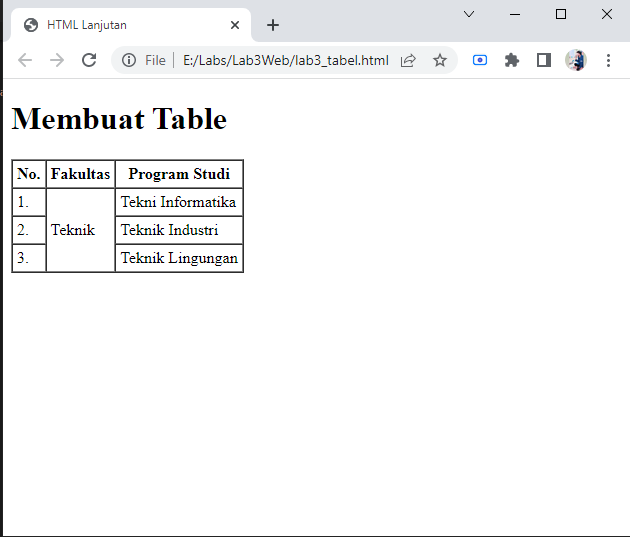 HTML Lanjutan
File | E:/Labs/Lab3Web/lab3_tabel.html
Membuat Table
No. Fakultas Program Studi
1. Tekni Informatika
2. Teknik Teknik Industri
3. Teknik Lingungan